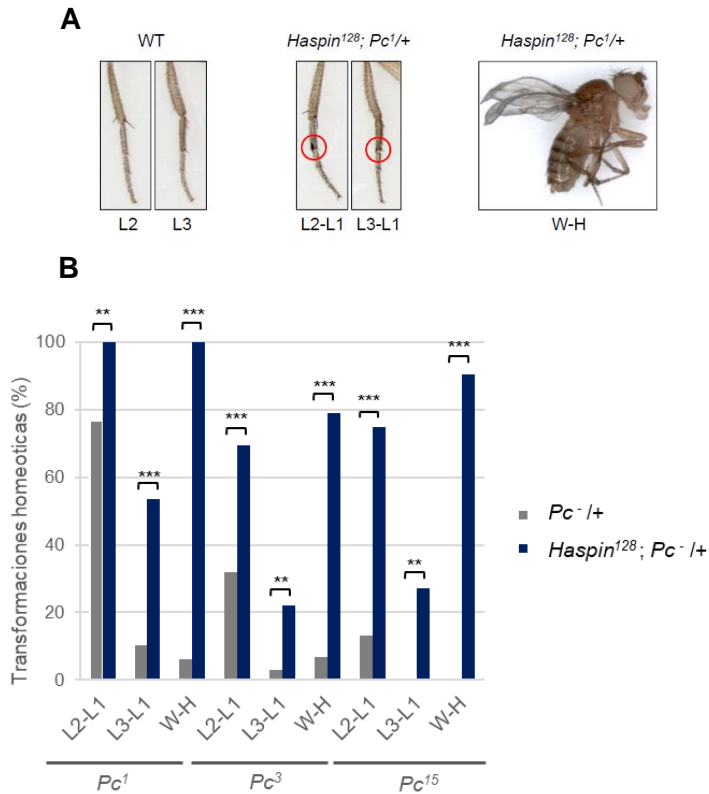 A
WT
Haspin¹²⁸; Pc¹/+
Haspin¹²⁸; Pc¹/+
L2
L3
L2-L1
L3-L1
W-H
B
Transformaciones homeoticas (%)
100
80
60
40
20
0
**
***
***
***
**
***
***
**
***
L2-L1
L3-L1
W-H
L2-L1
L3-L1
W-H
L2-L1
L3-L1
W-H
Pc¹
Pc³
Pc¹⁵
Pc⁻ /+
Haspin¹²⁸; Pc⁻ /+